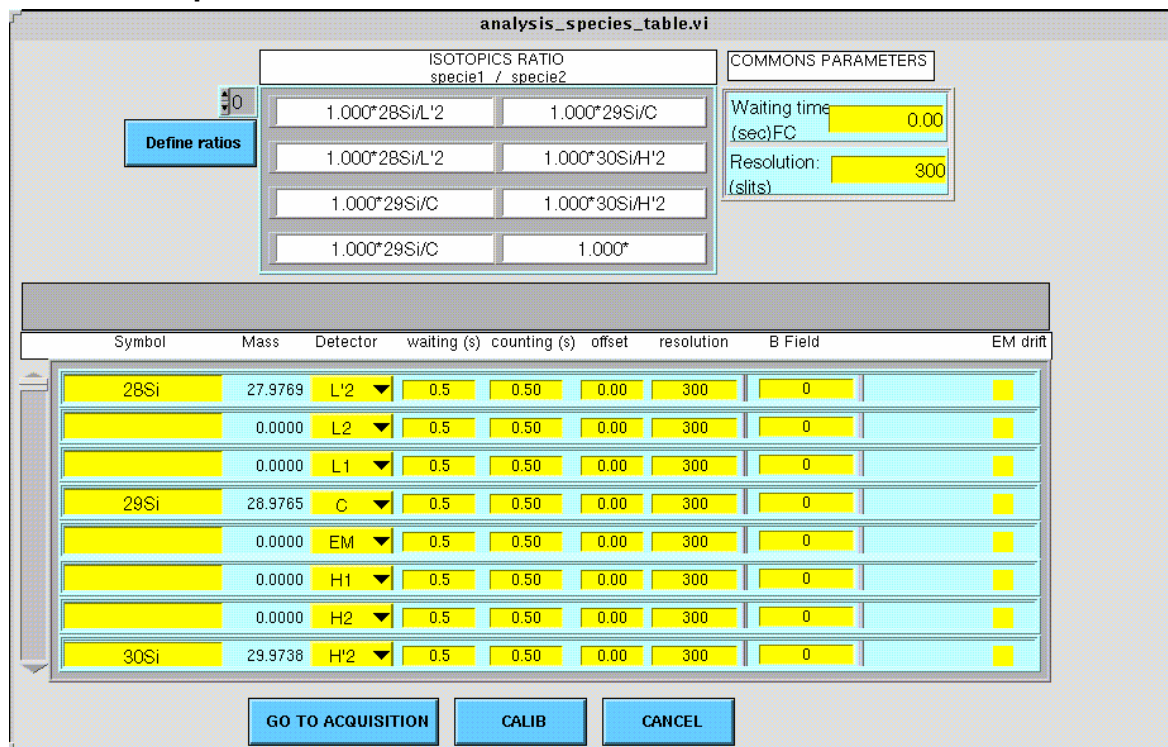 analysis_species_table.vi
ISOTOPICS RATIO
specie1 / specie2
COMMONS PARAMETERS
0
Define ratios
1.000*28Si/L'2 1.000*29Si/C
1.000*28Si/L'2 1.000*30Si/H'2
1.000*29Si/C 1.000*30Si/H'2
1.000*29Si/C 1.000*
Waiting time
(sec)FC
0.00
Resolution:
(slits)
300
Symbol Mass Detector waiting (s) counting (s) offset resolution B Field EM drift
28Si 27.9769 L'2 0.5 0.50 0.00 300 0
0.0000 L2 0.5 0.50 0.00 300 0
0.0000 L1 0.5 0.50 0.00 300 0
29Si 28.9765 C 0.5 0.50 0.00 300 0
0.0000 EM 0.5 0.50 0.00 300 0
0.0000 H1 0.5 0.50 0.00 300 0
0.0000 H2 0.5 0.50 0.00 300 0
30Si 29.9738 H'2 0.5 0.50 0.00 300 0
GO TO ACQUISITION CALIB CANCEL